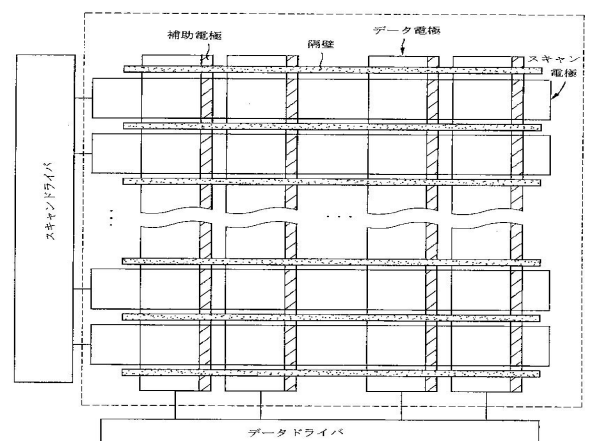 補助電極
隔壁
データ電極
スキャン
電極
スキャンドライバ
データドライバ